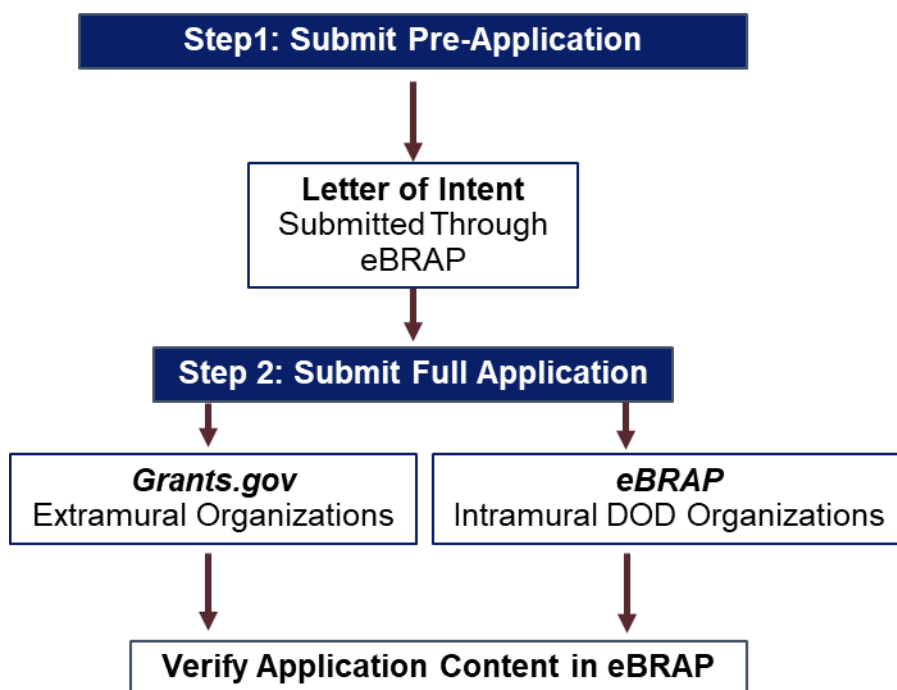 Step1: Submit Pre-Application
Letter of Intent
Submitted Through
eBRAP
Step 2: Submit Full Application
Grants.gov
Extramural Organizations
eBRAP
Intramural DOD Organizations
Verify Application Content in eBRAP